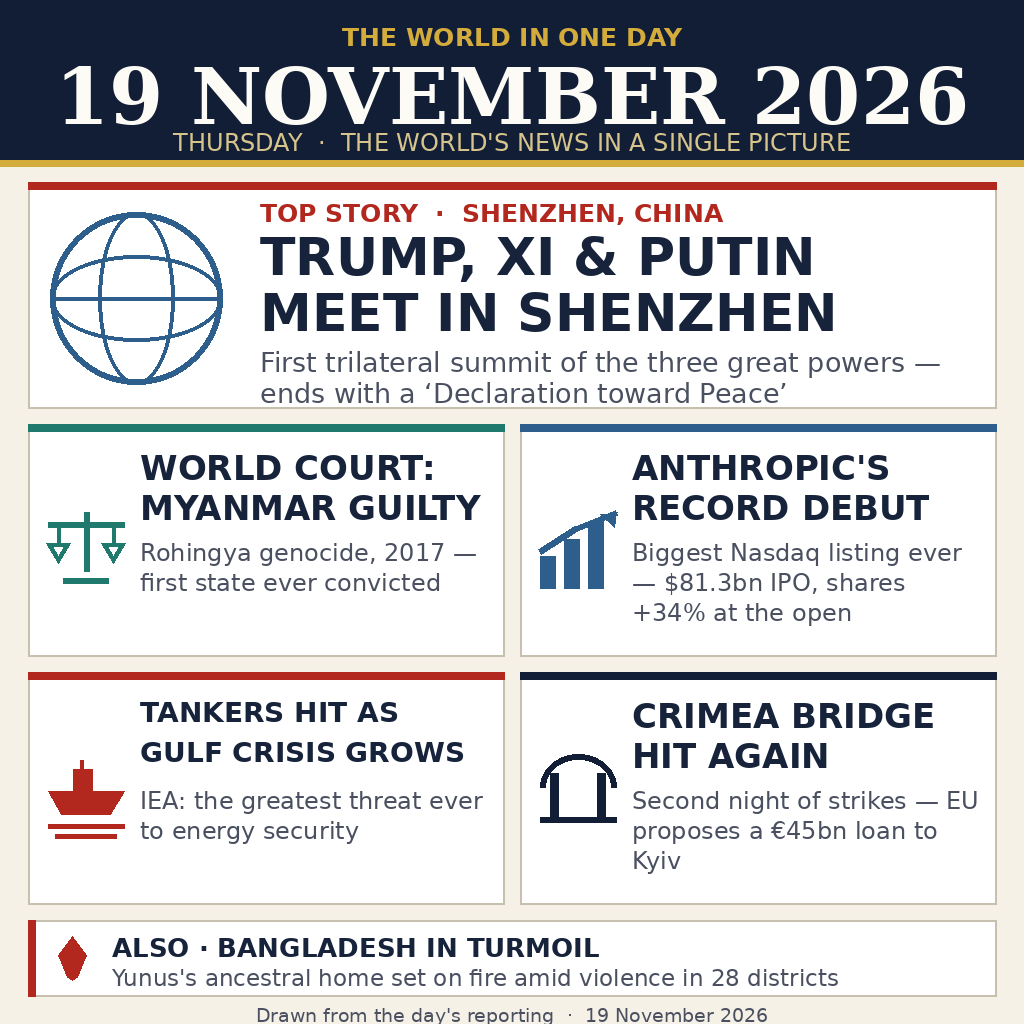 THE WORLD IN ONE DAY
19 NOVEMBER 2026
THURSDAY · THE WORLD'S NEWS IN A SINGLE PICTURE
TOP STORY · SHENZHEN, CHINA
TRUMP, XI & PUTIN
MEET IN SHENZHEN
First trilateral summit of the three great powers —
ends with a ‘Declaration toward Peace’
WORLD COURT:
MYANMAR GUILTY
Rohingya genocide, 2017 —
first state ever convicted
ANTHROPIC'S
RECORD DEBUT
Biggest Nasdaq listing ever
— $81.3bn IPO, shares
+34% at the open
TANKERS HIT AS
GULF CRISIS GROWS
IEA: the greatest threat ever
to energy security
CRIMEA BRIDGE
HIT AGAIN
Second night of strikes — EU
proposes a €45bn loan to
Kyiv
ALSO · BANGLADESH IN TURMOIL
Yunus's ancestral home set on fire amid violence in 28 districts
Drawn from the day's reporting · 19 November 2026